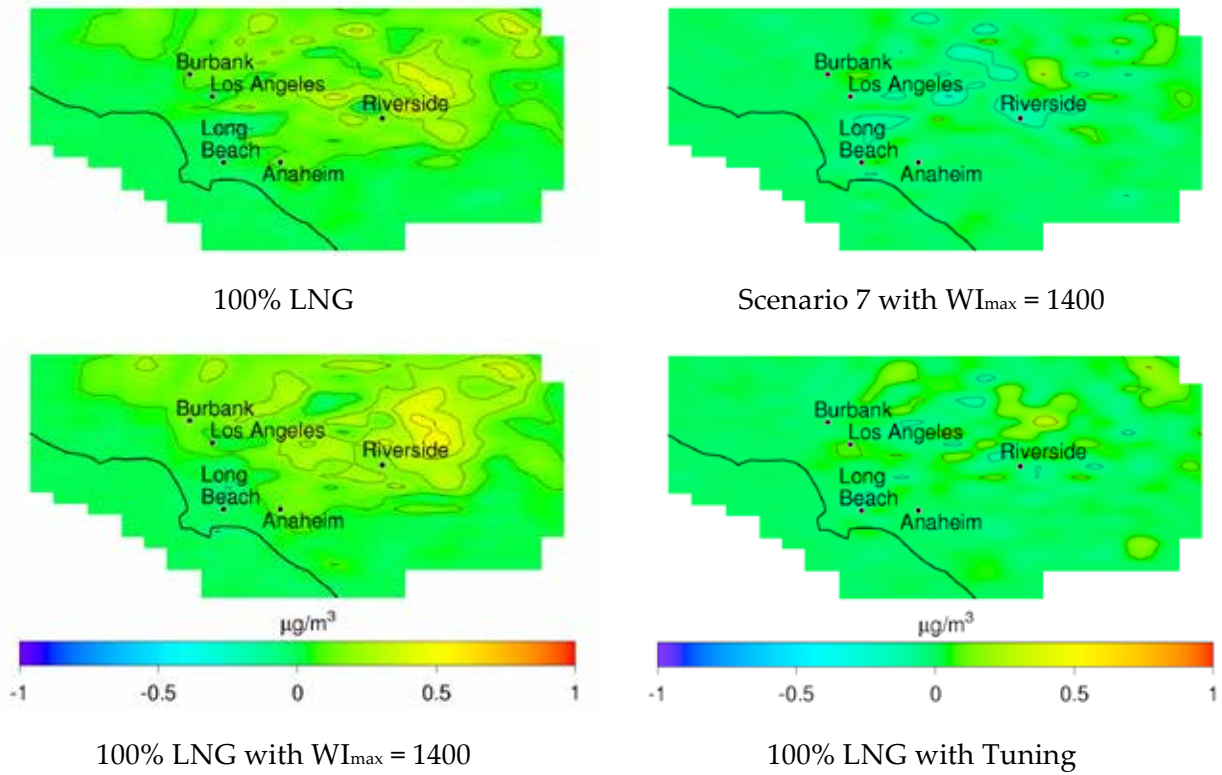 Burbank
Los Angeles
Riverside
Long
Beach
Anaheim
100% LNG
Burbank
Los Angeles
Riverside
Long
Beach
Anaheim
Scenario 7 with WImax = 1400
Burbank
Los Angeles
Riverside
Long
Beach
Anaheim
µg/m³
-1 -0.5 0 0.5 1
100% LNG with WImax = 1400
Burbank
Los Angeles
Riverside
Long
Beach
Anaheim
µg/m³
-1 -0.5 0 0.5 1
100% LNG with Tuning